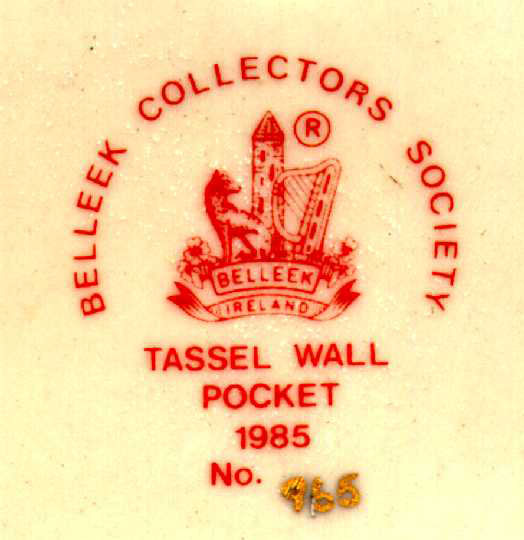 BELLEEK COLLECTORS SOCIETY
®
BELLEEK
IRELAND
TASSEL WALL
POCKET
1985
No. 965